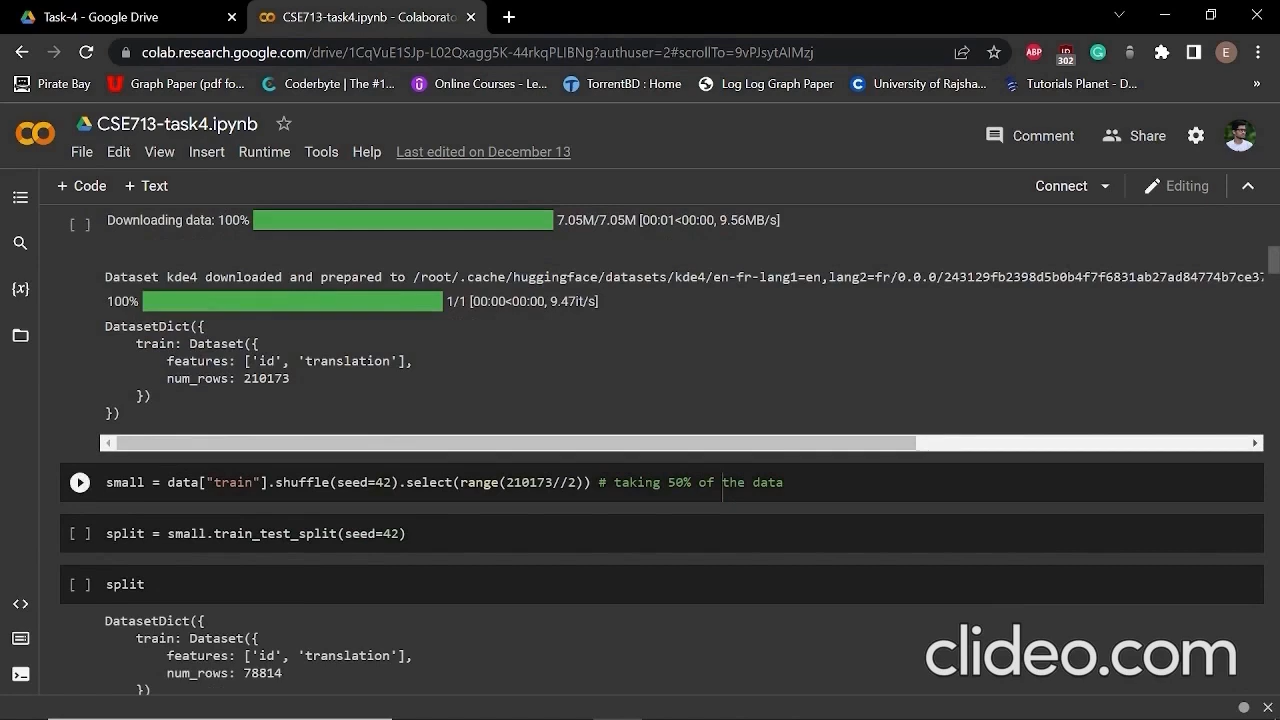 Task-4 - Google Drive
CSE713-task4.ipynb - Colaborato
colab.research.google.com/drive/1CqVuE1SJp-L02Qxagg5K-44rkqPLIBNg?authuser=2#scrollTo=9vPJsytAIMzj
ABP
302
E
Pirate Bay
Graph Paper (pdf fo...
Coderbyte | The #1...
Online Courses - Le...
TorrentBD : Home
Log Log Graph Paper
University of Rajsha...
Tutorials Planet - D...
»
CSE713-task4.ipynb
Comment
Share
File Edit View Insert Runtime Tools Help Last edited on December 13
+ Code + Text
Connect
Editing
[ ] Downloading data: 100% 7.05M/7.05M [00:01<00:00, 9.56MB/s]
Dataset kde4 downloaded and prepared to /root/.cache/huggingface/datasets/kde4/en-fr-lang1=en,lang2=fr/0.0.0/243129fb2398d5b0b4f7f6831ab27ad84774b7ce37
100% 1/1 [00:00<00:00, 9.47it/s]
DatasetDict({
train: Dataset({
features: ['id', 'translation'],
num_rows: 210173
})
})
small = data["train"].shuffle(seed=42).select(range(210173//2)) # taking 50% of the data
[ ] split = small.train_test_split(seed=42)
[ ] split
DatasetDict({
train: Dataset({
features: ['id', 'translation'],
num_rows: 78814
})
clideo.com